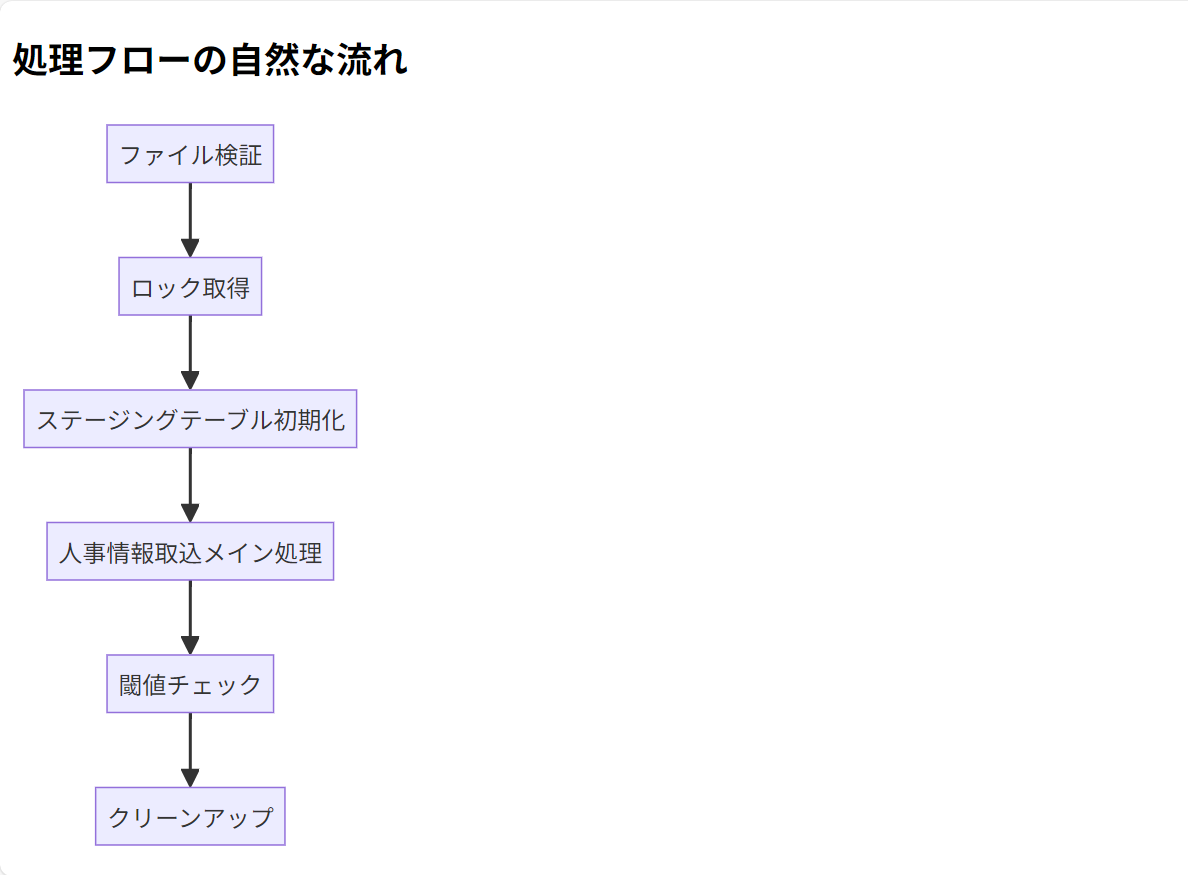 処理フローの自然な流れ
ファイル検証
ロック取得
ステージングテーブル初期化
人事情報取込メイン処理
閾値チェック
クリーンアップ